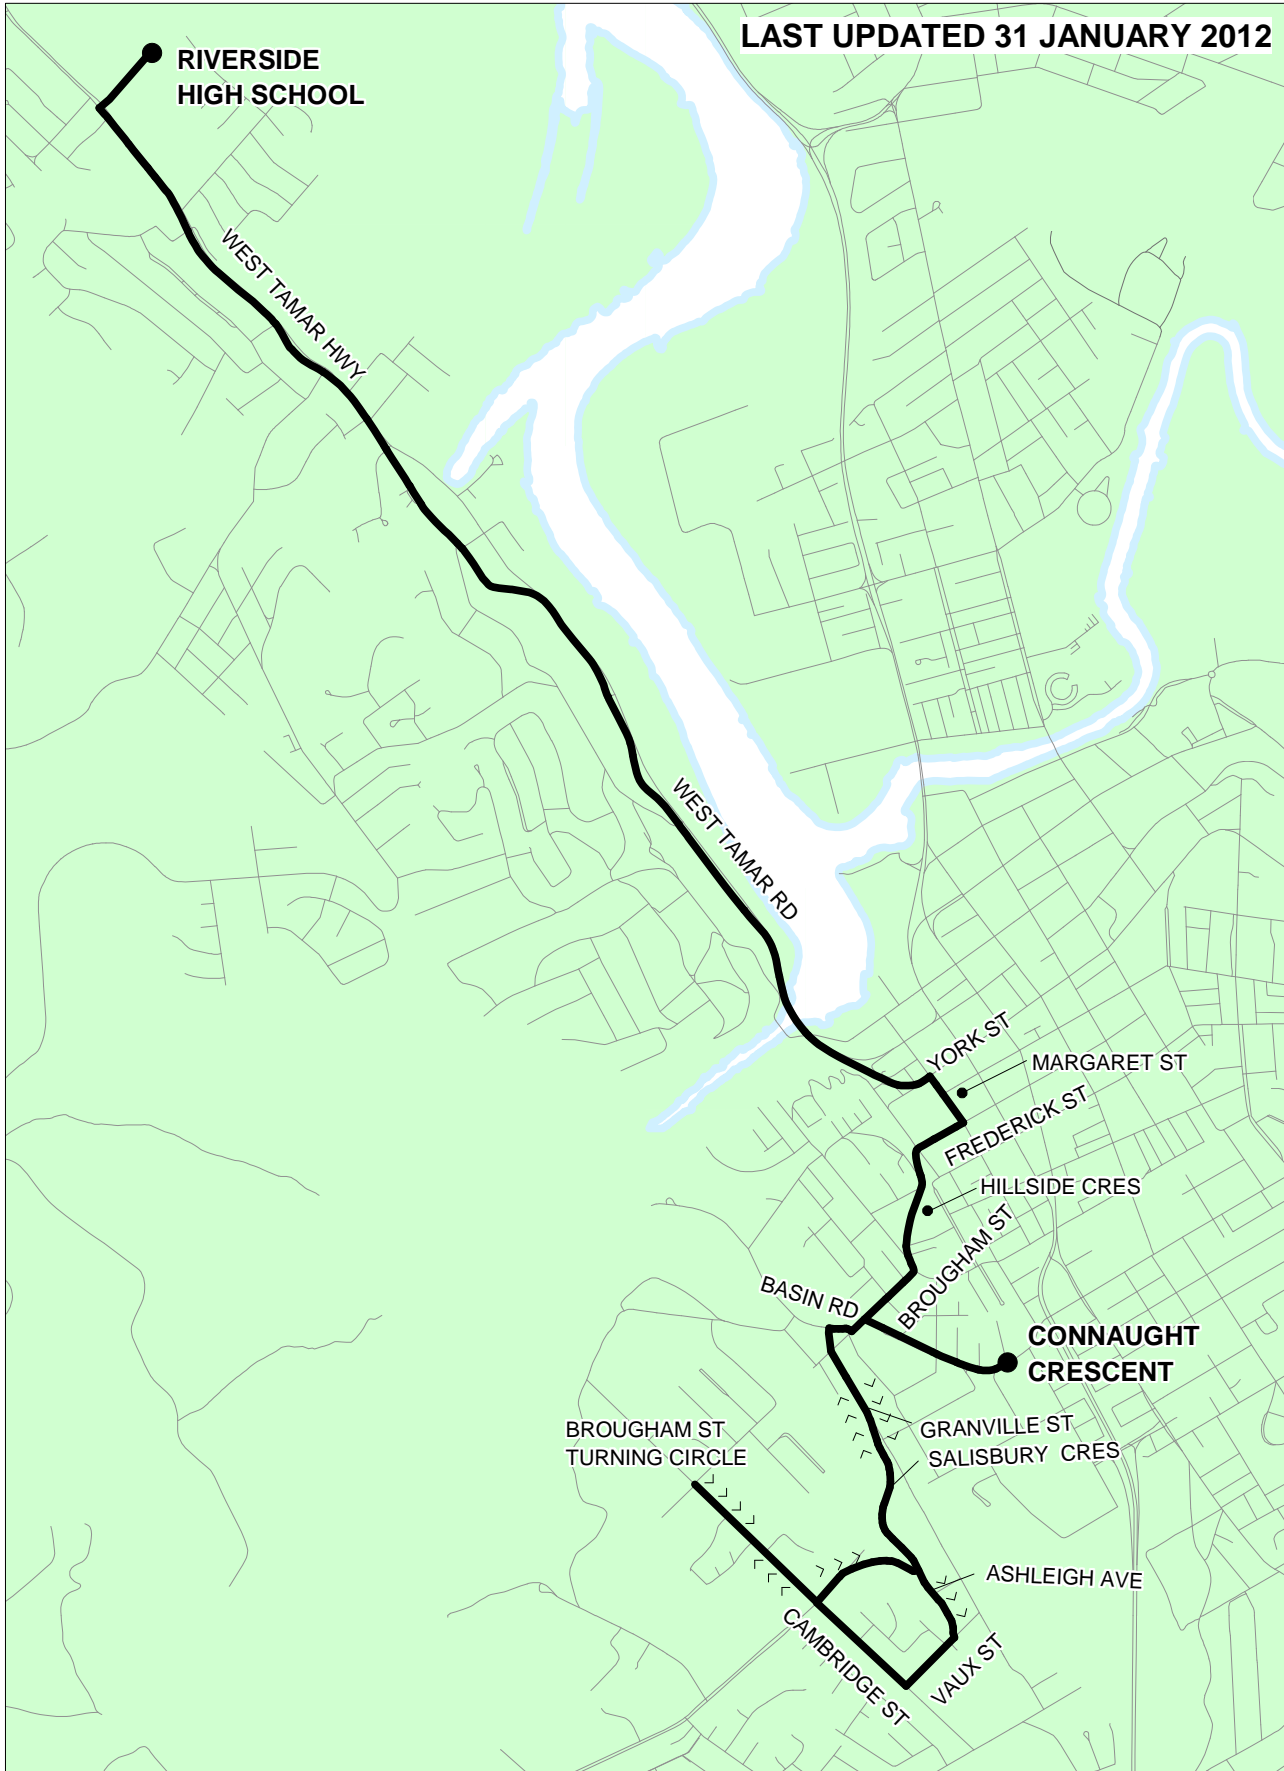 LAST UPDATED 31 JANUARY 2012
RIVERSIDE
HIGH SCHOOL
WEST TAMAR HWY
WEST TAMAR RD
YORK ST
MARGARET ST
FREDERICK ST
HILLSIDE CRES
BROUGHAM ST
BASIN RD
CONNAUGHT
CRESCENT
GRANVILLE ST
SALISBURY CRES
BROUGHAM ST
TURNING CIRCLE
ASHLEIGH AVE
CAMBRIDGE ST
VAUX ST